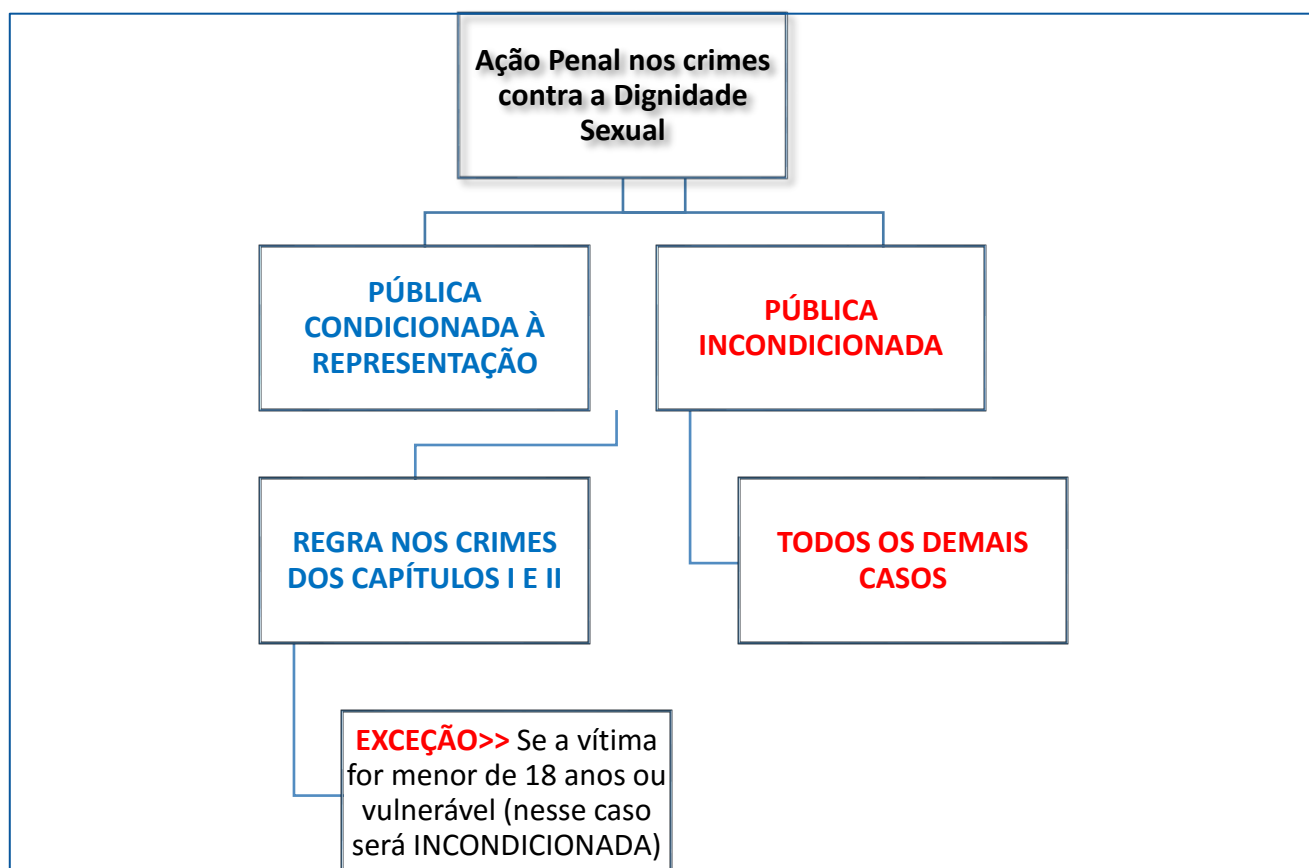 Ação Penal nos crimes
contra a Dignidade
Sexual
PÚBLICA
CONDICIONADA À
REPRESENTAÇÃO
PÚBLICA
INCONDICIONADA
REGRA NOS CRIMES
DOS CAPÍTULOS I E II
TODOS OS DEMAIS
CASOS
EXCEÇÃO>> Se a vítima
for menor de 18 anos ou
vulnerável (nesse caso
será INCONDICIONADA)